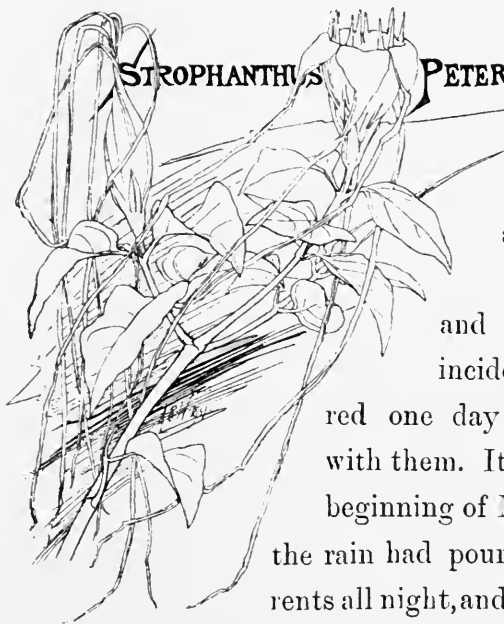 STROPHANTHUS PETER
and
incide
red one day
with them. It
beginning of
the rain had pour
rents all night, and